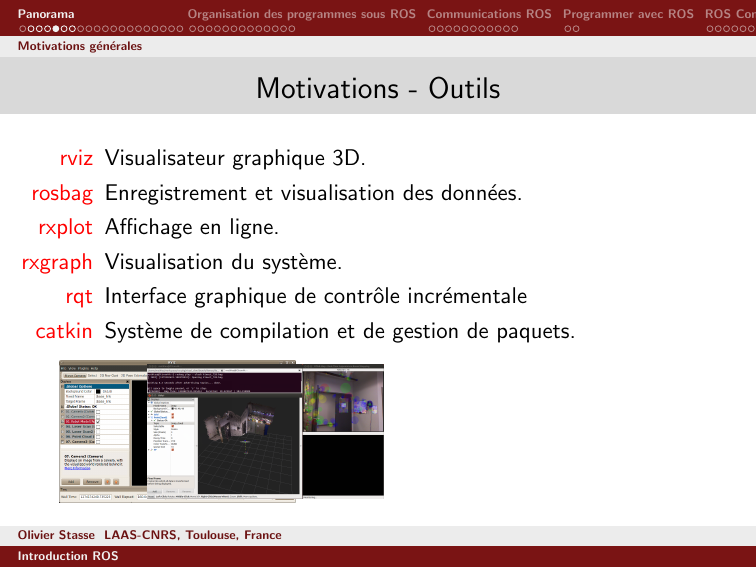 Panorama
Organisation des programmes sous ROS
Communications ROS
Programmer avec ROS
ROS Con
Motivations générales
Motivations - Outils
rviz Visualisateur graphique 3D.
rosbag Enregistrement et visualisation des données.
rxplot Affichage en ligne.
rxgraph Visualisation du système.
rqt Interface graphique de contrôle incrémentale
catkin Système de compilation et de gestion de paquets.
Olivier Stasse LAAS-CNRS, Toulouse, France
Introduction ROS